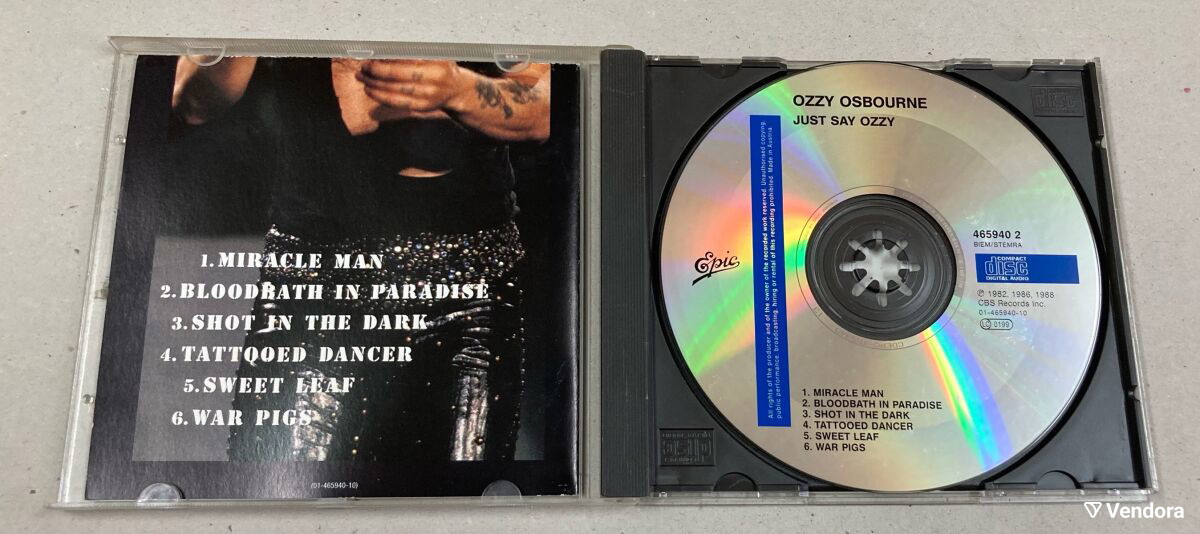 1.MIRACLE MAN
2.BLOODBATH IN PARADISE
3.SHOT IN THE DARK
4.TATTOOED DANCER
5.SWEET LEAF
6.WAR PIGS
(01-465940-10)
OZZY OSBOURNE
JUST SAY OZZY
All rights of the producer and of the owner of the recorded work reserved. Unauthorised copying,
public performance, broadcasting, hiring or rental of this recording prohibited. Made in Austria.
Epic
465940 2
BIEM/STEMRA
COMPACT
disc
DIGITAL AUDIO
℗ 1982, 1986, 1988
CBS Records Inc.
01-465940-10
LC 0199
1. MIRACLE MAN
2. BLOODBATH IN PARADISE
3. SHOT IN THE DARK
4. TATTOOED DANCER
5. SWEET LEAF
6. WAR PIGS
disc
Vendora